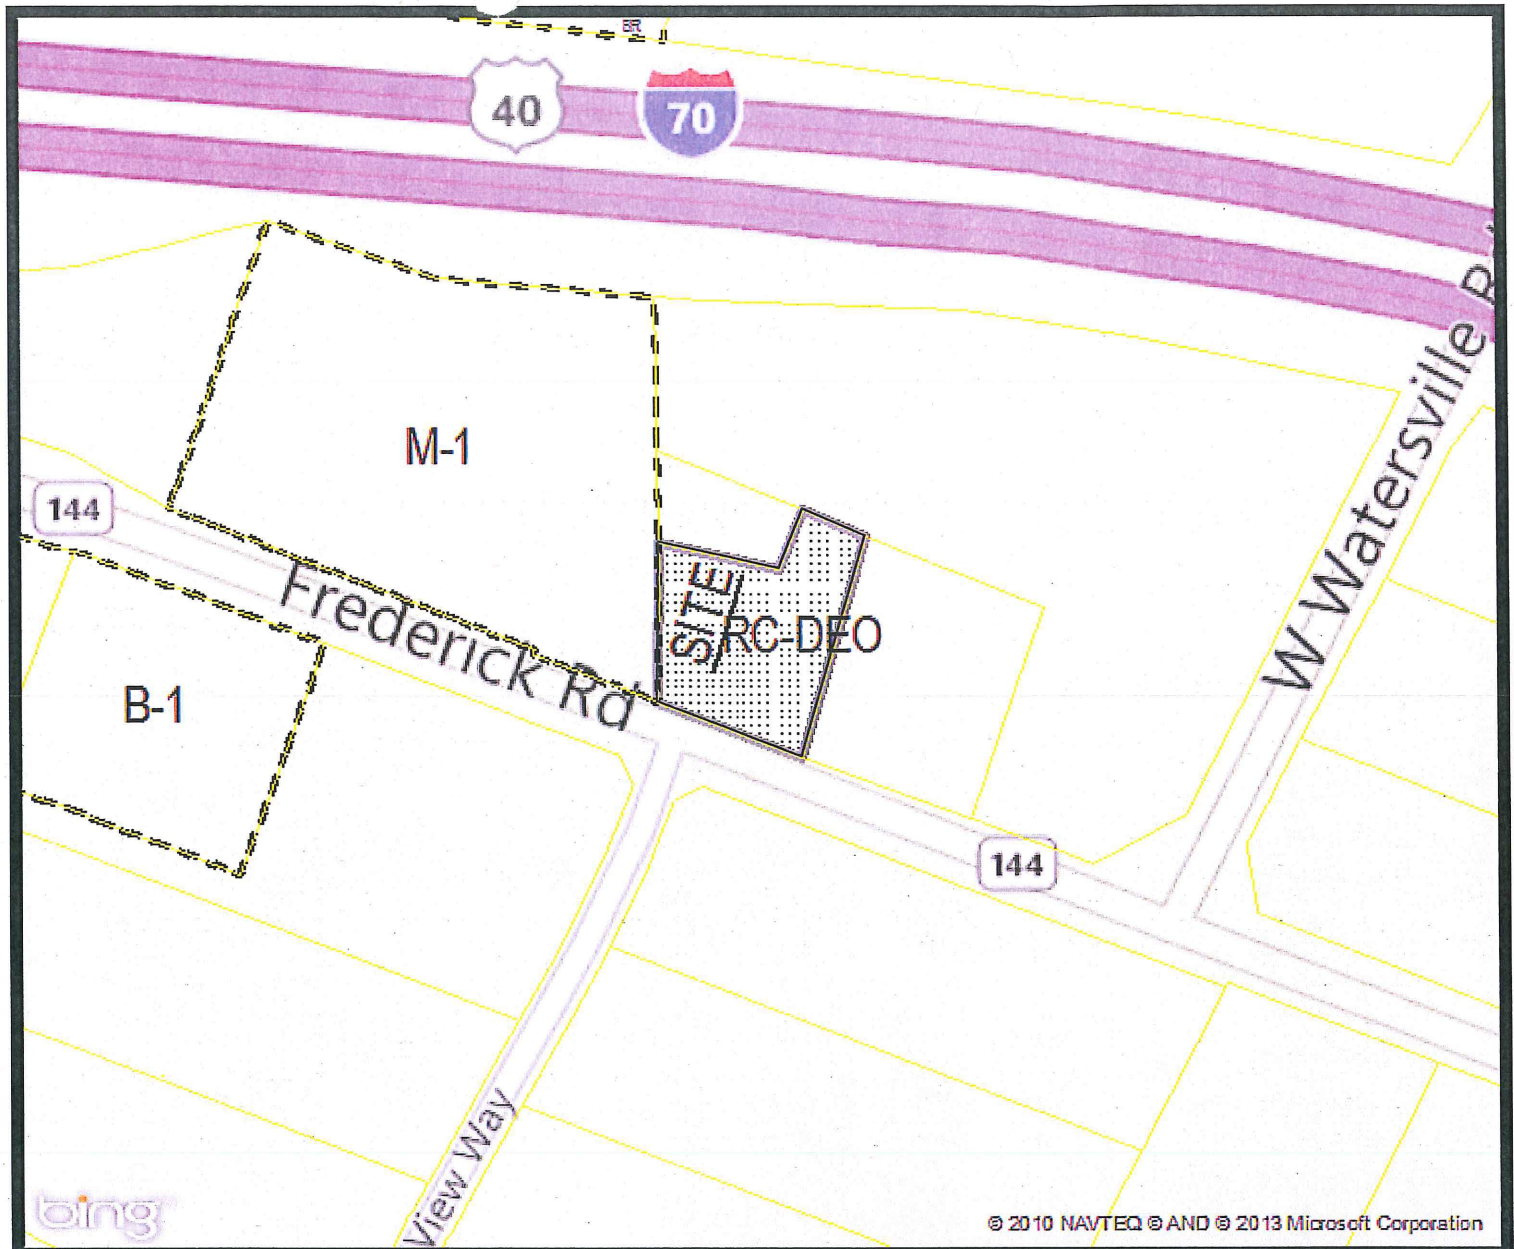 BR
40
70
W Watersville R
M-1
144
Frederick Rd
SITE
RC-DEO
B-1
144
View Way
bing
© 2010 NAVTEQ © AND © 2013 Microsoft Corporation